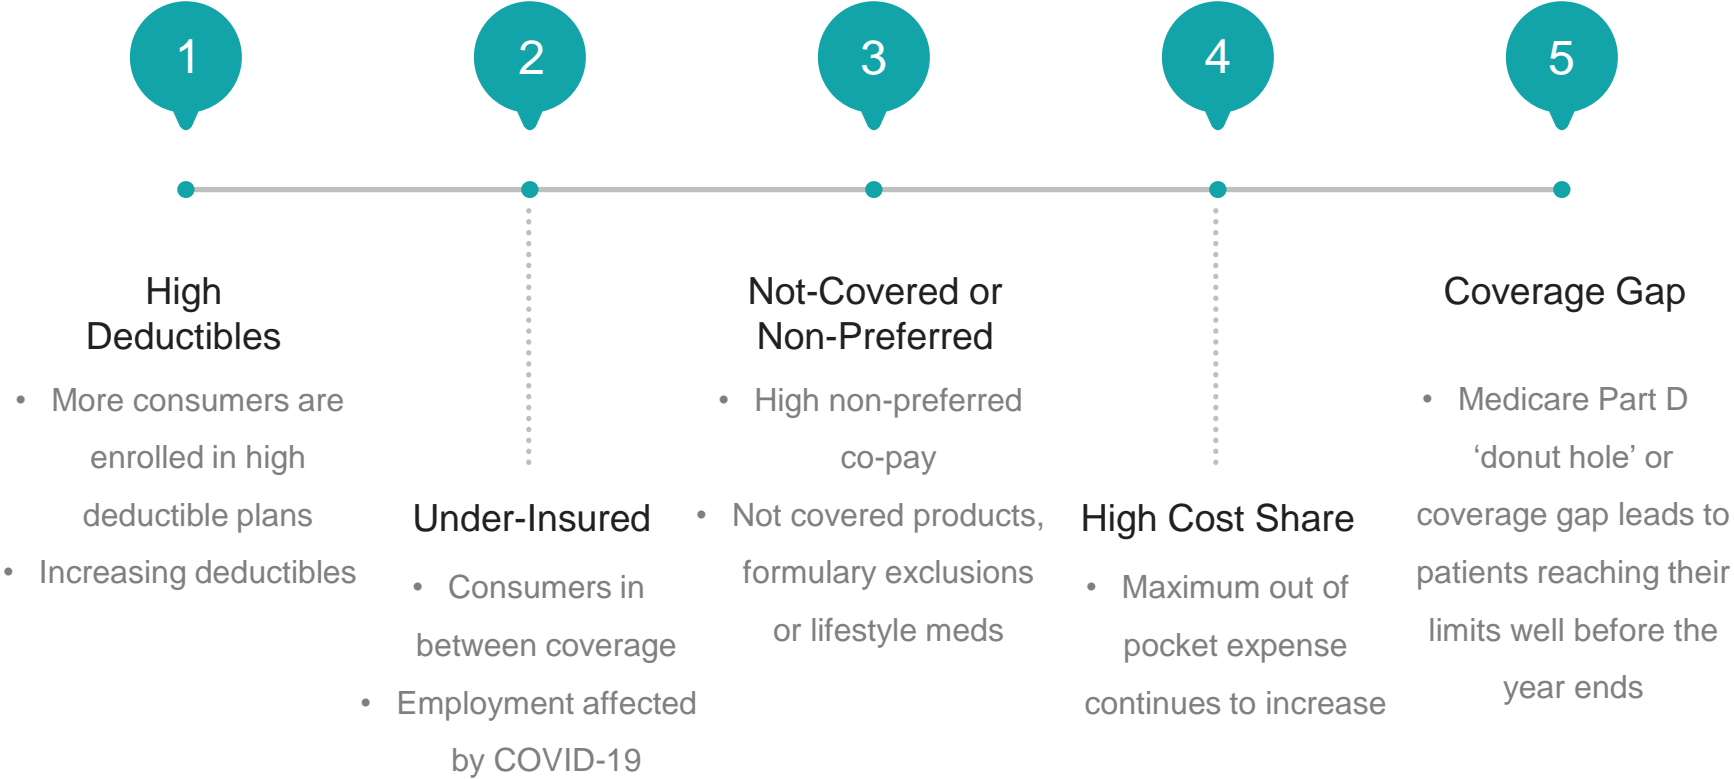 1
2
3
4
5
High
Deductibles
• More consumers are
enrolled in high
deductible plans
• Increasing deductibles
Under-Insured
• Consumers in
between coverage
• Employment affected
by COVID-19
Not-Covered or
Non-Preferred
• High non-preferred
co-pay
• Not covered products,
formulary exclusions
or lifestyle meds
High Cost Share
• Maximum out of
pocket expense
continues to increase
Coverage Gap
• Medicare Part D
‘donut hole’ or
coverage gap leads to
patients reaching their
limits well before the
year ends